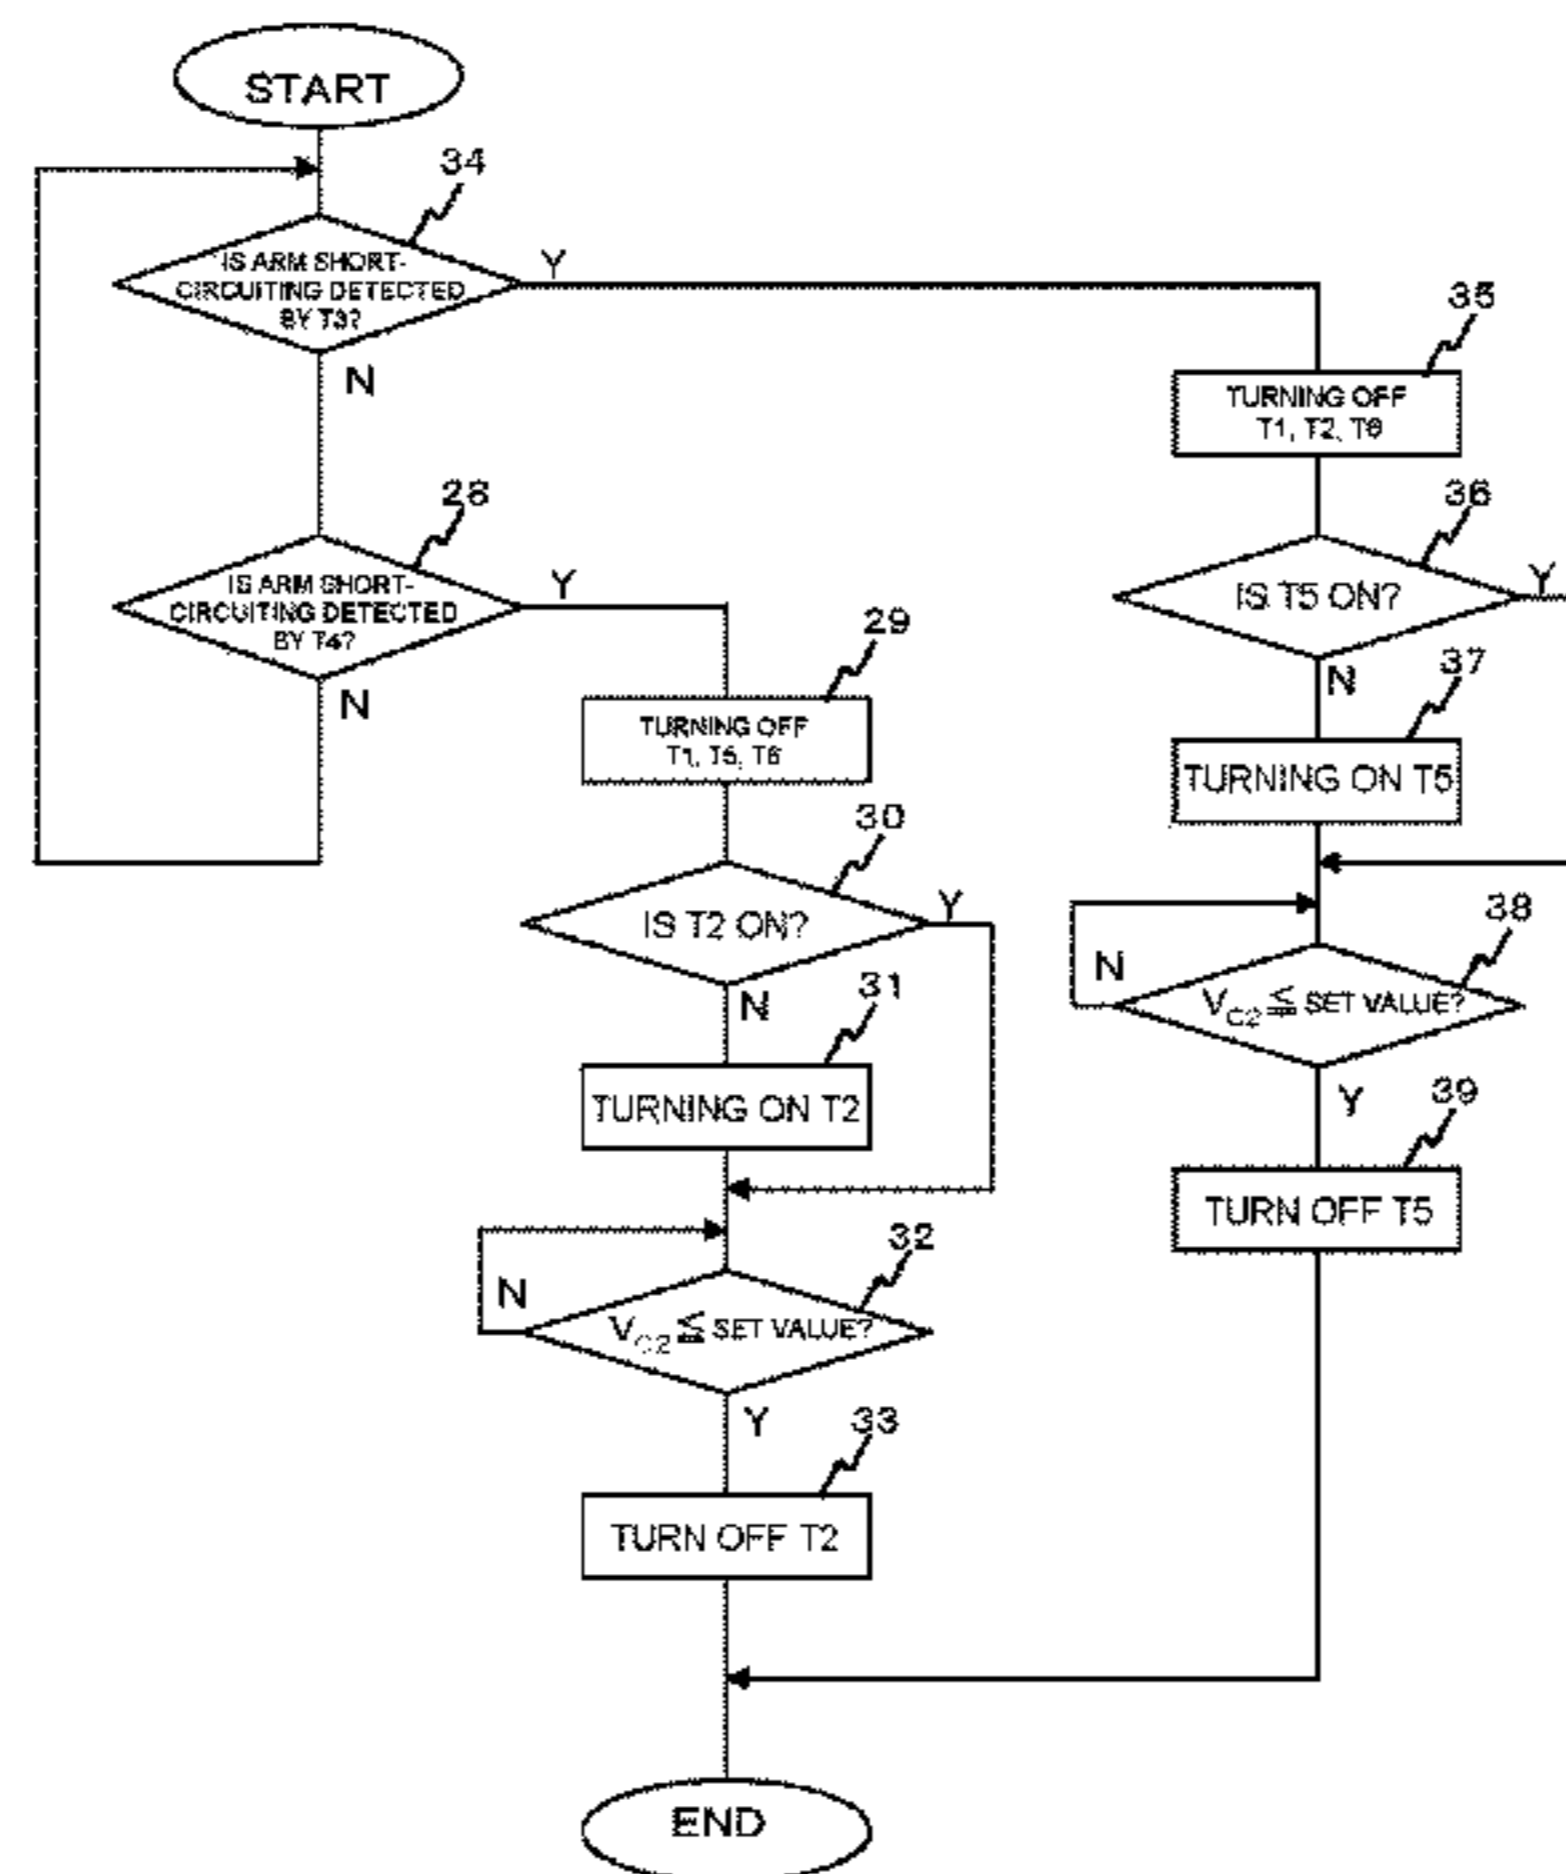 START
34
IS ARM SHORT-
CIRCUITING DETECTED
BY T3?
Y
N
35
TURNING OFF
T1, T2, T6
28
IS ARM SHORT-
CIRCUITING DETECTED
BY T4?
Y
N
36
IS T5 ON?
Y
N
29
TURNING OFF
T1, T5, T6
37
TURNING ON T5
30
IS T2 ON?
Y
N
38
VC2 ≦ SET VALUE?
N
Y
31
TURNING ON T2
39
TURN OFF T5
32
VC2 ≦ SET VALUE?
N
Y
33
TURN OFF T2
END